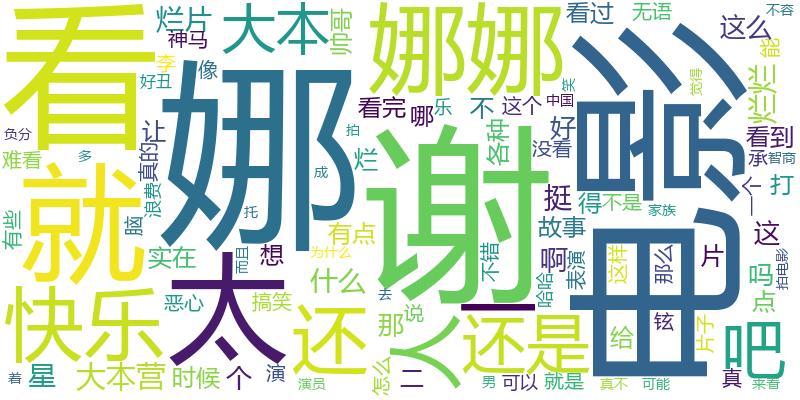 看
娜
谢
电影
就
娜娜
太
快乐
还
还是
人
吧
大本
一
烂片
神马
李
像
好丑
帅哥
看过
无语
不容
这么
能
烂烂
觉得
笑
中国
看完
哪
乐
不
这个
好
没看
各种
看到
承
智商
负分
难看
多
真的
让
浪费
脑
拍
烂
成
托
挺
得
不是
家族
打
个
这
有些
实在
而且
想
有点
为什么
什么
故事
啊
不错
表演
哈哈
这样
那么
片
拍电影
吗
点
恶心
搞笑
去
那
说
给
铉
片子
真
着
星
大本营
时候
个
演
演员
怎么
二
男
可以
就是
真不
可能
来看